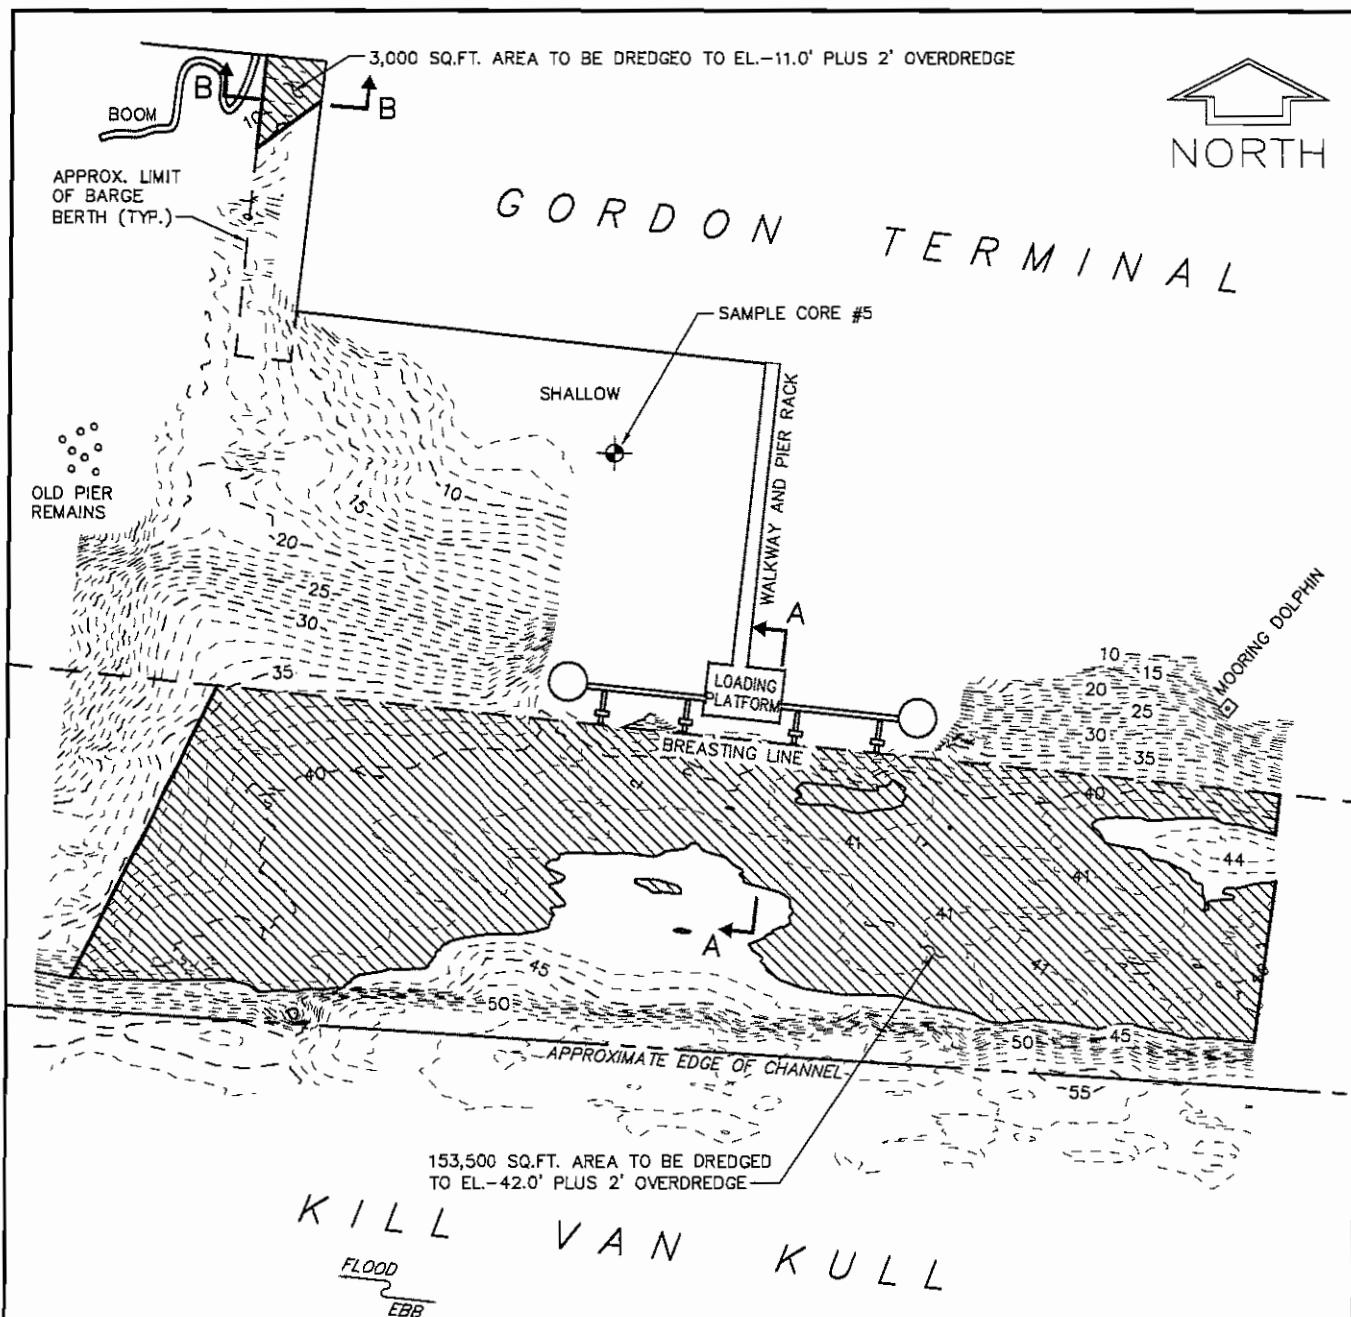 3,000 SQ.FT. AREA TO BE DREDGED TO EL.-11.0' PLUS 2' OVERDREDGE
B
B
BOOM
10
NORTH
APPROX. LIMIT
OF BARGE
BERTH (TYP.)
GORDON TERMINAL
SAMPLE CORE #5
SHALLOW
WALKWAY AND PIER RACK
OLD PIER
REMAINS
10
15
20
25
30
35
A
LOADING
PLATFORM
BREASTING LINE
MOORING DOLPHIN
10
15
20
25
30
35
40
40
41
44
41
41
41
A
45
50
50
45
APPROXIMATE EDGE OF CHANNEL
55
153,500 SQ.FT. AREA TO BE DREDGED
TO EL.-42.0' PLUS 2' OVERDREDGE
KILL VAN KULL
FLOOD
EBB